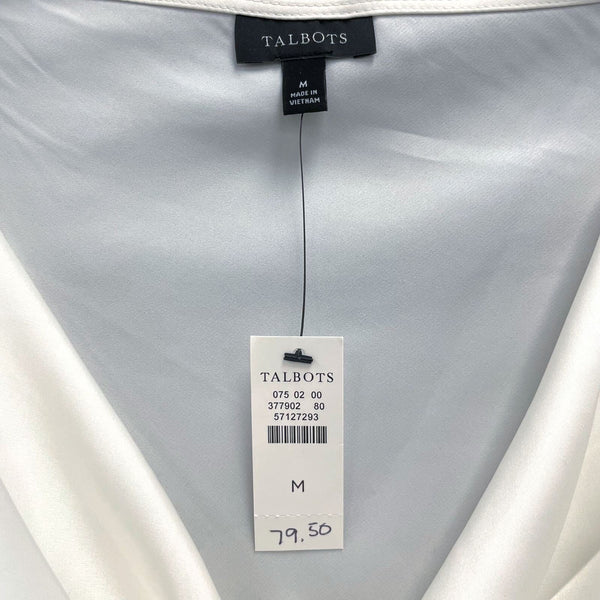 TALBOTS
M
MADE IN
VIETNAM
TALBOTS
075 02 00
377902 80
57127293
M
79.50